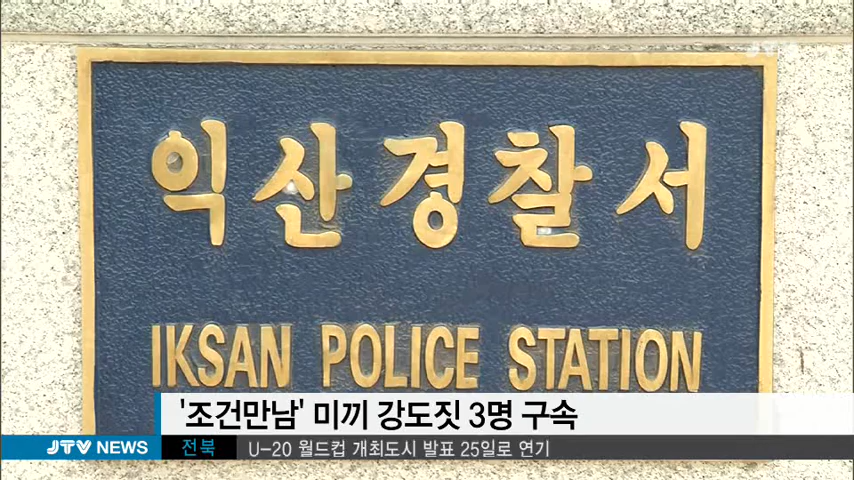 익산경찰서
IKSAN POLICE STATION
'조건만남' 미끼 강도짓 3명 구속
JTV NEWS
전북
U-20 월드컵 개최도시 발표 25일로 연기